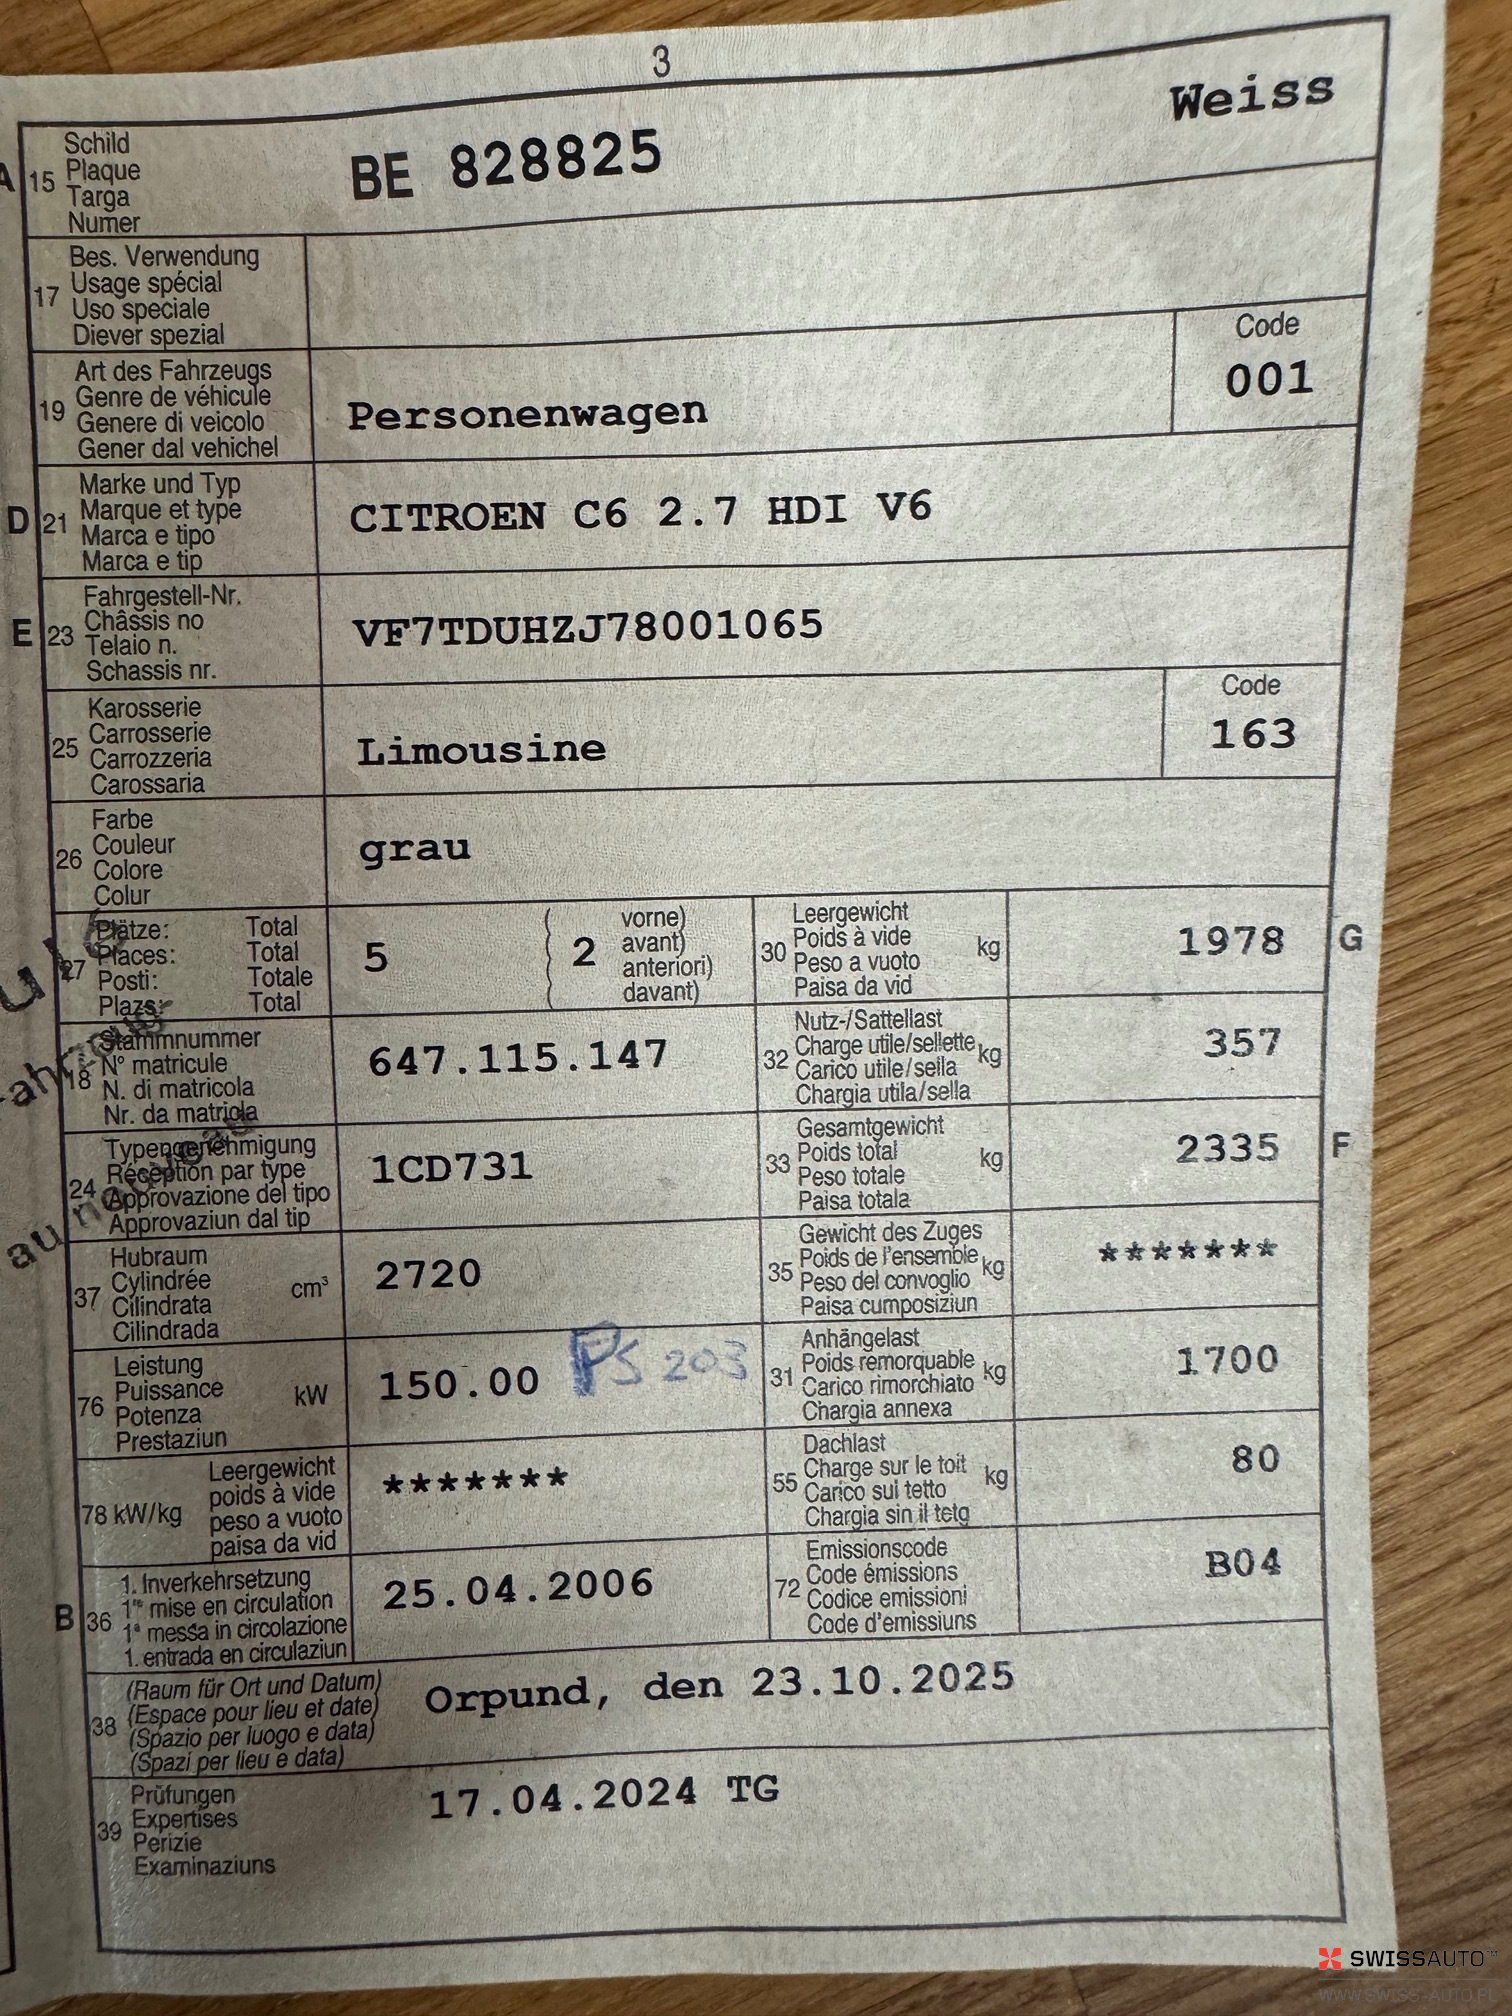 3
A 15 Schild
Plaque
Targa
Numer
BE 828825
Weiss
17 Bes. Verwendung
Usage spécial
Uso speciale
Diever spezial
19 Art des Fahrzeugs
Genre de véhicule
Genere di veicolo
Gener dal vehichel
Personenwagen
Code
001
D 21 Marke und Typ
Marque et type
Marca e tipo
Marca e tip
CITROEN C6 2.7 HDI V6
E 23 Fahrgestell-Nr.
Châssis no
Telaio n.
Schassis nr.
VF7TDUHZJ78001065
25 Karosserie
Carrosserie
Carrozzeria
Carossaria
Limousine
Code
163
26 Farbe
Couleur
Colore
Colur
grau
27 Plätze: Total
Places: Total
Posti: Totale
Plazs: Total
5
2
vorne)
avant)
anteriori)
davant)
30 Leergewicht
Poids à vide
Peso a vuoto
Paisa da vid
kg
1978 G
18 Stammnummer
N° matricule
N. di matricola
Nr. da matriola
647.115.147
32 Nutz-/Sattellast
Charge utile/sellette
Carico utile/sella
Chargia utila/sella
kg
357
24 Typengenehmigung
Réception par type
Approvazione del tipo
Approvaziun dal tip
1CD731
33 Gesamtgewicht
Poids total
Peso totale
Paisa totala
kg
2335 F
37 Hubraum
Cylindrée
Cilindrata
Cilindrada
cm³
2720
35 Gewicht des Zuges
Poids de l'ensemble
Peso del convoglio
Paisa cumposiziun
kg
*******
76 Leistung
Puissance
Potenza
Prestaziun
kW
150.00 PS 203
31 Anhängelast
Poids remorquable
Carico rimorchiato
Chargia annexa
kg
1700
78 kW/kg Leergewicht
poids à vide
peso a vuoto
paisa da vid
*******
55 Dachlast
Charge sur le toit
Carico sul tetto
Chargia sin il tetg
kg
80
B 36 1. Inverkehrsetzung
1re mise en circulation
1a messa in circolazione
1. entrada en circulaziun
25.04.2006
72 Emissionscode
Code émissions
Codice emissioni
Code d'emissiuns
B04
38 (Raum für Ort und Datum)
(Espace pour lieu et date)
(Spazio per luogo e data)
(Spazi per lieu e data)
Orpund, den 23.10.2025
39 Prüfungen
Expertises
Perizie
Examinaziuns
17.04.2024 TG
au nouveau
SWISSAUTO
WWW.SWISS-AUTO.PL